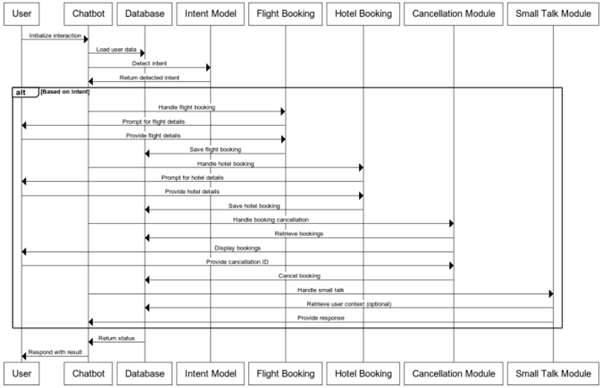 User Chatbot Database Intent Model Flight Booking Hotel Booking Cancellation Module Small Talk Module
Initialize interaction
Load user data
Detect intent
Return detected intent
alt [Based on intent]
Handle flight booking
Prompt for flight details
Provide flight details
Save flight booking
Handle hotel booking
Prompt for hotel details
Provide hotel details
Save hotel booking
Handle booking cancellation
Retrieve bookings
Display bookings
Provide cancellation ID
Cancel booking
Handle small talk
Retrieve user context (optional)
Provide response
Return status
Respond with result
User Chatbot Database Intent Model Flight Booking Hotel Booking Cancellation Module Small Talk Module